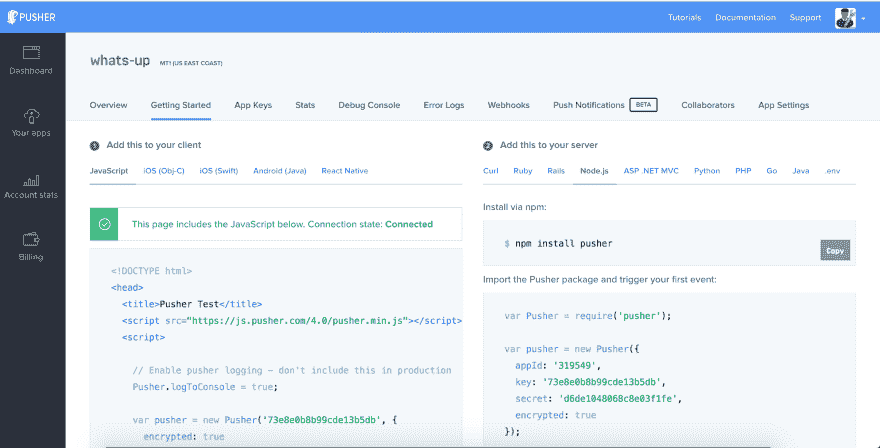 PUSHER
Tutorials Documentation Support
Dashboard
Your apps
Account stats
Billing
whats-up MT1 (US EAST COAST)
Overview Getting Started App Keys Stats Debug Console Error Logs Webhooks Push Notifications BETA Collaborators App Settings
1 Add this to your client
JavaScript iOS (Obj-C) iOS (Swift) Android (Java) React Native
This page includes the JavaScript below. Connection state: Connected
<!DOCTYPE html>
<head>
<title>Pusher Test</title>
<script src="https://js.pusher.com/4.0/pusher.min.js"></script>
<script>
// Enable pusher logging - don't include this in production
Pusher.logToConsole = true;
var pusher = new Pusher('73e8e0b8b99cde13b5db', {
encrypted: true
2 Add this to your server
Curl Ruby Rails Node.js ASP .NET MVC Python PHP Go Java .env
Install via npm:
$ npm install pusher
Copy
Import the Pusher package and trigger your first event:
var Pusher = require('pusher');
var pusher = new Pusher({
appId: '319549',
key: '73e8e0b8b99cde13b5db',
secret: 'd6de1048068c8e03f1fe',
encrypted: true
});